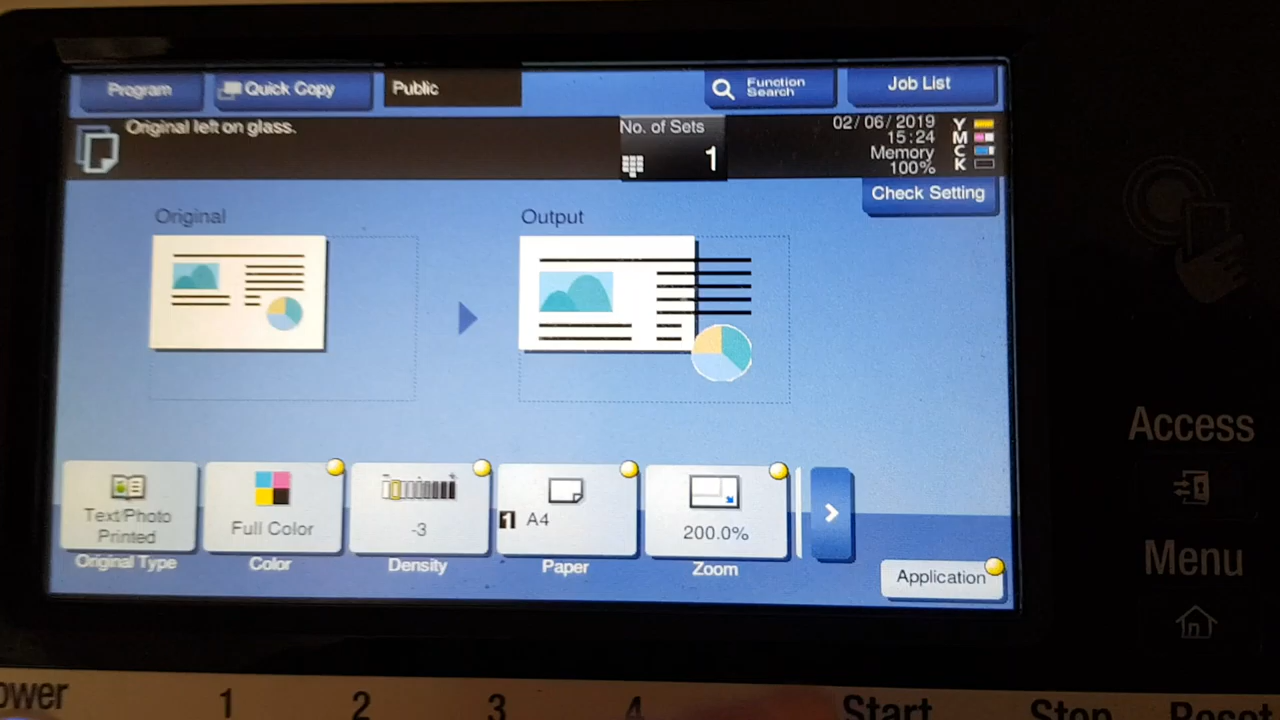 Program
Quick Copy
Public
Function
Search
Job List
Original left on glass.
No. of Sets
1
02/06/2019
15:24
Memory
100%
Y
M
C
K
Check Setting
Original
Output
Text/Photo
Printed
Original Type
Full Color
Color
-3
Density
1 A4
Paper
200.0%
Zoom
Application
Access
Menu
ower
1
2
3
4
Start
Stop
Reset